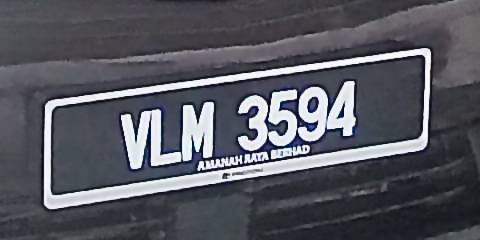 VLM 3594
AMANAH RAYA BERHAD